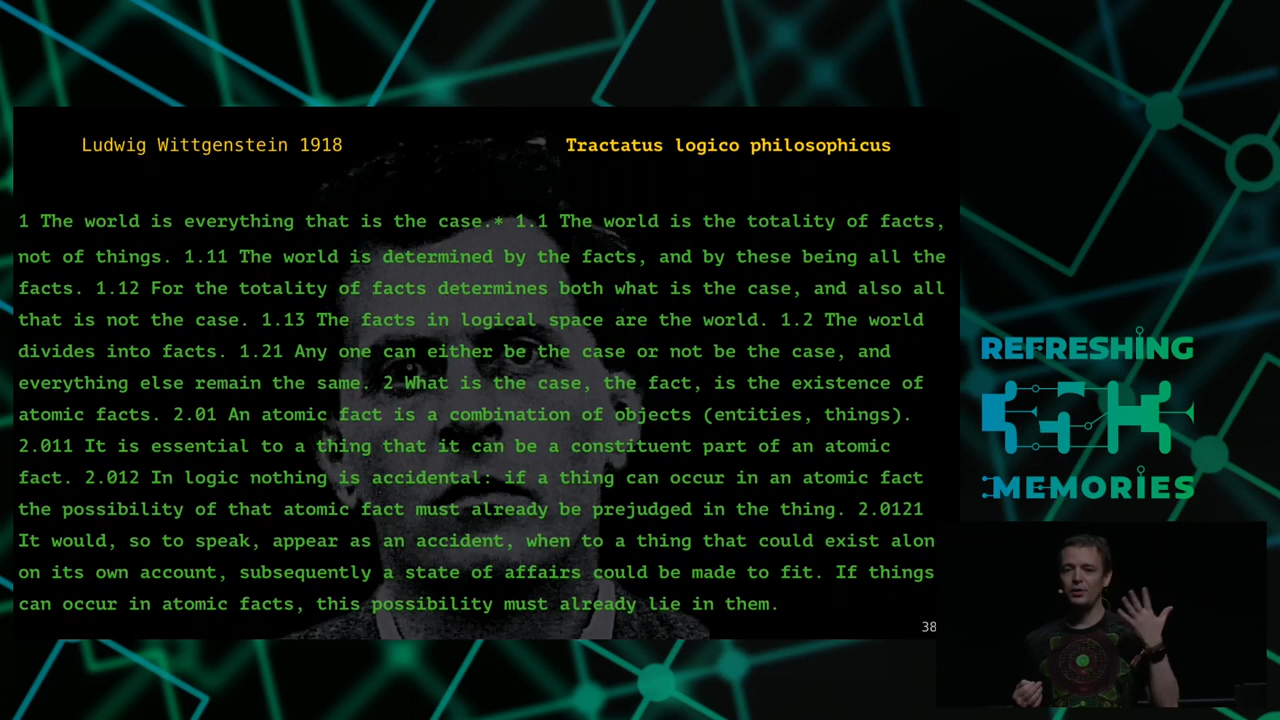 Ludwig Wittgenstein 1918
Tractatus logico philosophicus
1 The world is everything that is the case.* 1.1 The world is the totality of facts,
not of things. 1.11 The world is determined by the facts, and by these being all the
facts. 1.12 For the totality of facts determines both what is the case, and also all
that is not the case. 1.13 The facts in logical space are the world. 1.2 The world
divides into facts. 1.21 Any one can either be the case or not be the case, and
everything else remain the same. 2 What is the case, the fact, is the existence of
atomic facts. 2.01 An atomic fact is a combination of objects (entities, things).
2.011 It is essential to a thing that it can be a constituent part of an atomic
fact. 2.012 In logic nothing is accidental: if a thing can occur in an atomic fact
the possibility of that atomic fact must already be prejudged in the thing. 2.0121
It would, so to speak, appear as an accident, when to a thing that could exist alon
on its own account, subsequently a state of affairs could be made to fit. If things
can occur in atomic facts, this possibility must already lie in them.
38
REFRESHING
MEMORIES